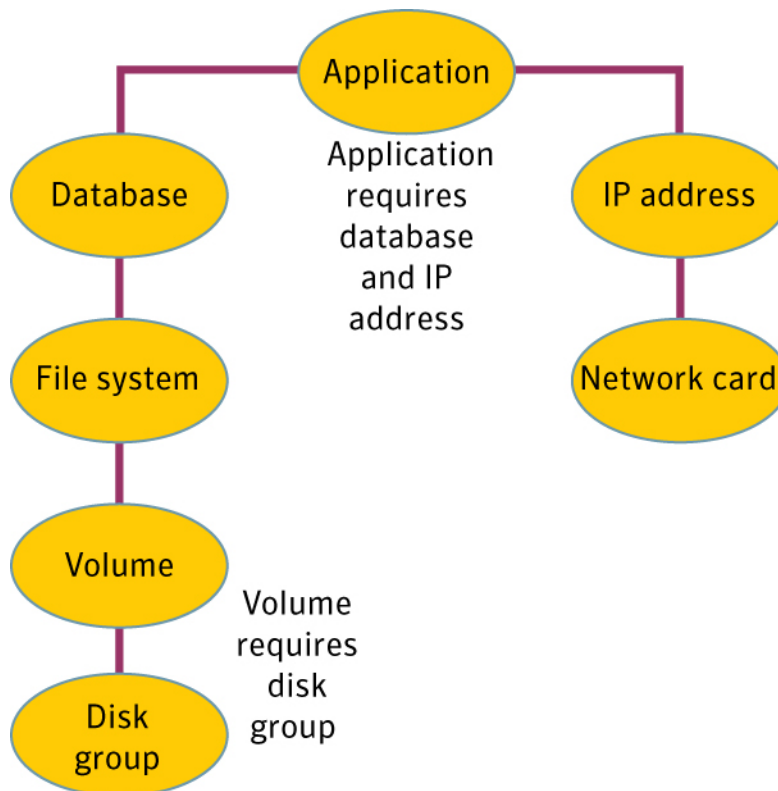 Application
Application
requires
database
and IP
address
Database
IP address
File system
Network card
Volume
Volume
requires
disk
group
Disk
group